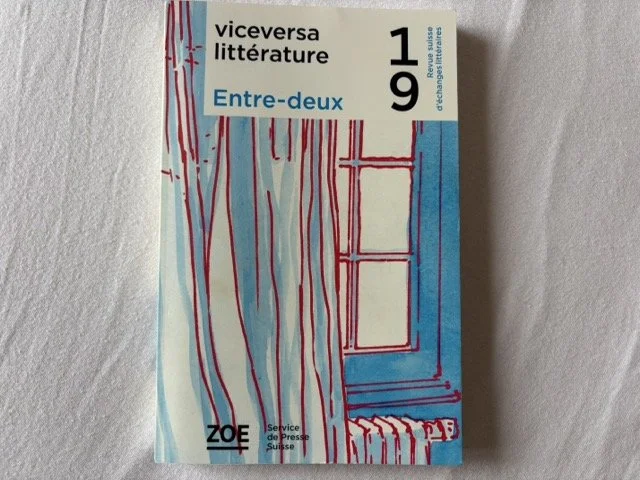 viceversa
littérature
Entre-deux
1
9
Revue suisse
d'échanges littéraires
ZOE
Service
de Presse
Suisse